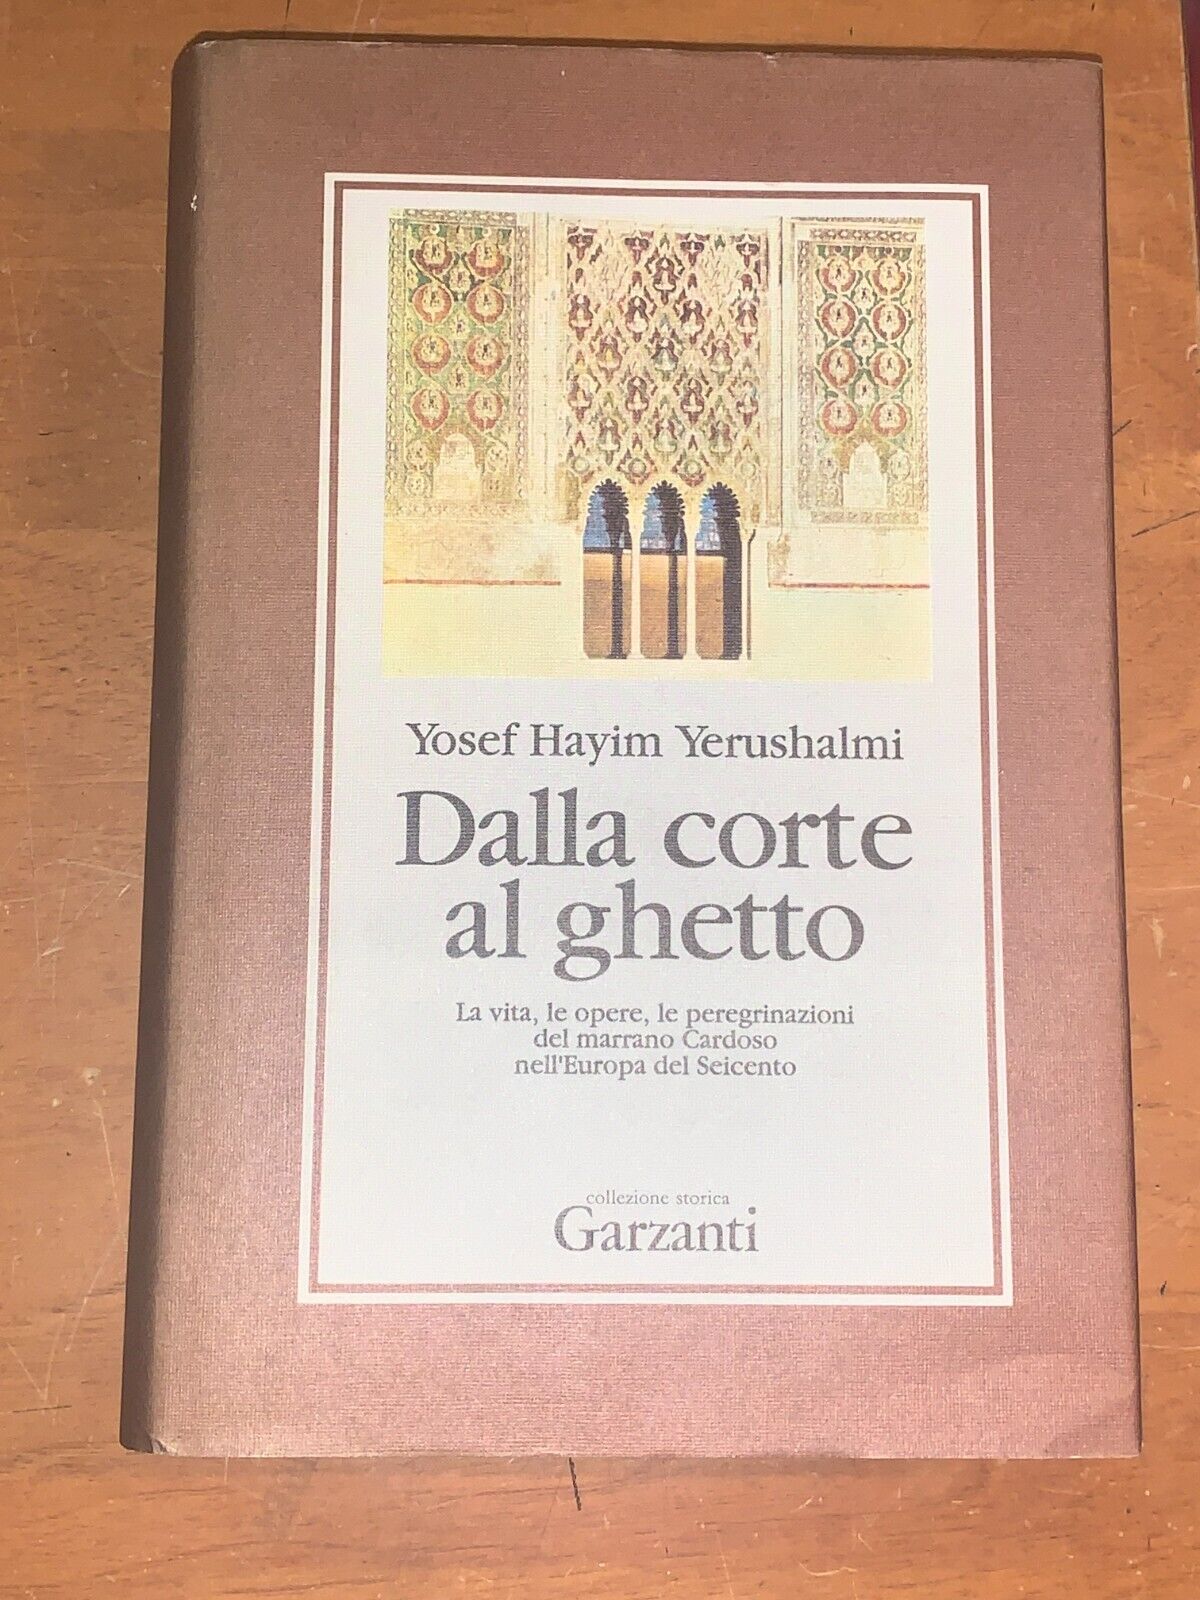 Yosef Hayim Yerushalmi
Dalla corte
al ghetto
La vita, le opere, le peregrinazioni
del marrano Cardoso
nell'Europa del Seicento
collezione storica
Garzanti